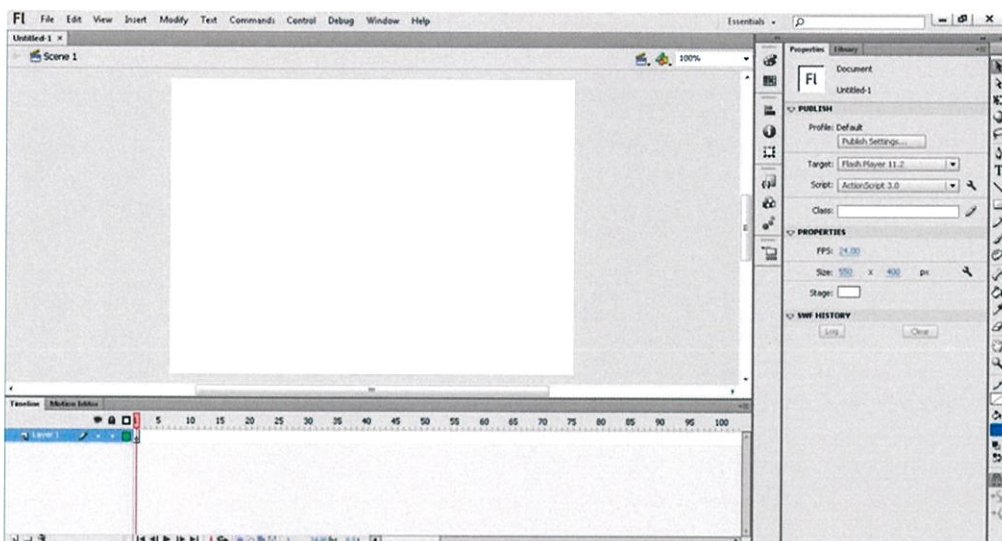 Fl File Edit View Insert Modify Text Commands Control Debug Window Help Essentials
Untitled-1 ×
Scene 1 100%
Properties Library
Fl Document
Untitled-1
PUBLISH
Profile: Default
Publish Settings...
Target: Flash Player 11.2
Script: ActionScript 3.0
Class:
PROPERTIES
FPS: 24.00
Size: 550 x 400 px
Stage:
SWF HISTORY
Log Clear
Timeline Motion Editor
5 10 15 20 25 30 35 40 45 50 55 60 65 70 75 80 85 90 95 100
Layer 1